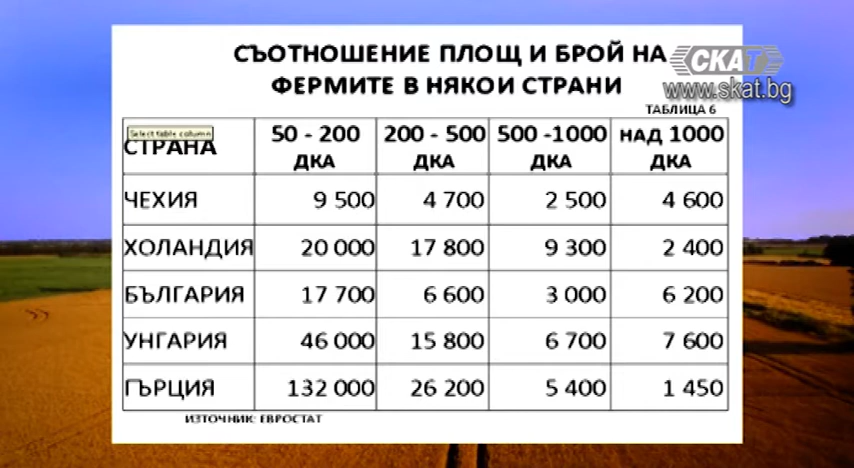 СЪОТНОШЕНИЕ ПЛОЩ И БРОЙ НА
ФЕРМИТЕ В НЯКОИ СТРАНИ
СКАТ
www.skat.bg
ТАБЛИЦА 6
Select table column
СТРАНА 50 - 200 ДКА 200 - 500 ДКА 500 -1000 ДКА НАД 1000 ДКА
ЧЕХИЯ 9 500 4 700 2 500 4 600
ХОЛАНДИЯ 20 000 17 800 9 300 2 400
БЪЛГАРИЯ 17 700 6 600 3 000 6 200
УНГАРИЯ 46 000 15 800 6 700 7 600
ГЪРЦИЯ 132 000 26 200 5 400 1 450
ИЗТОЧНИК: ЕВРОСТАТ